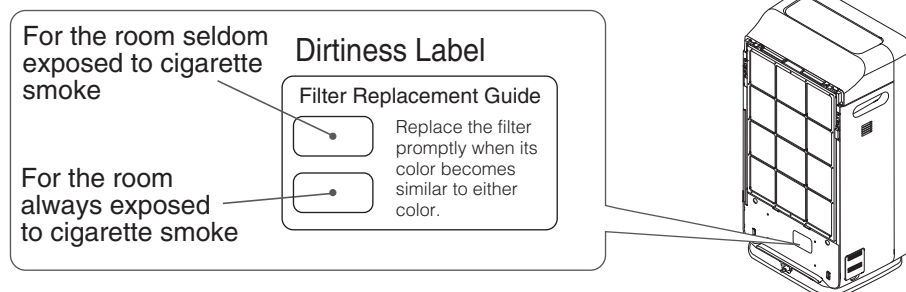 For the room seldom
exposed to cigarette
smoke
Dirtiness Label
Filter Replacement Guide
Replace the filter
promptly when its
color becomes
similar to either
color.
For the room
always exposed
to cigarette smoke